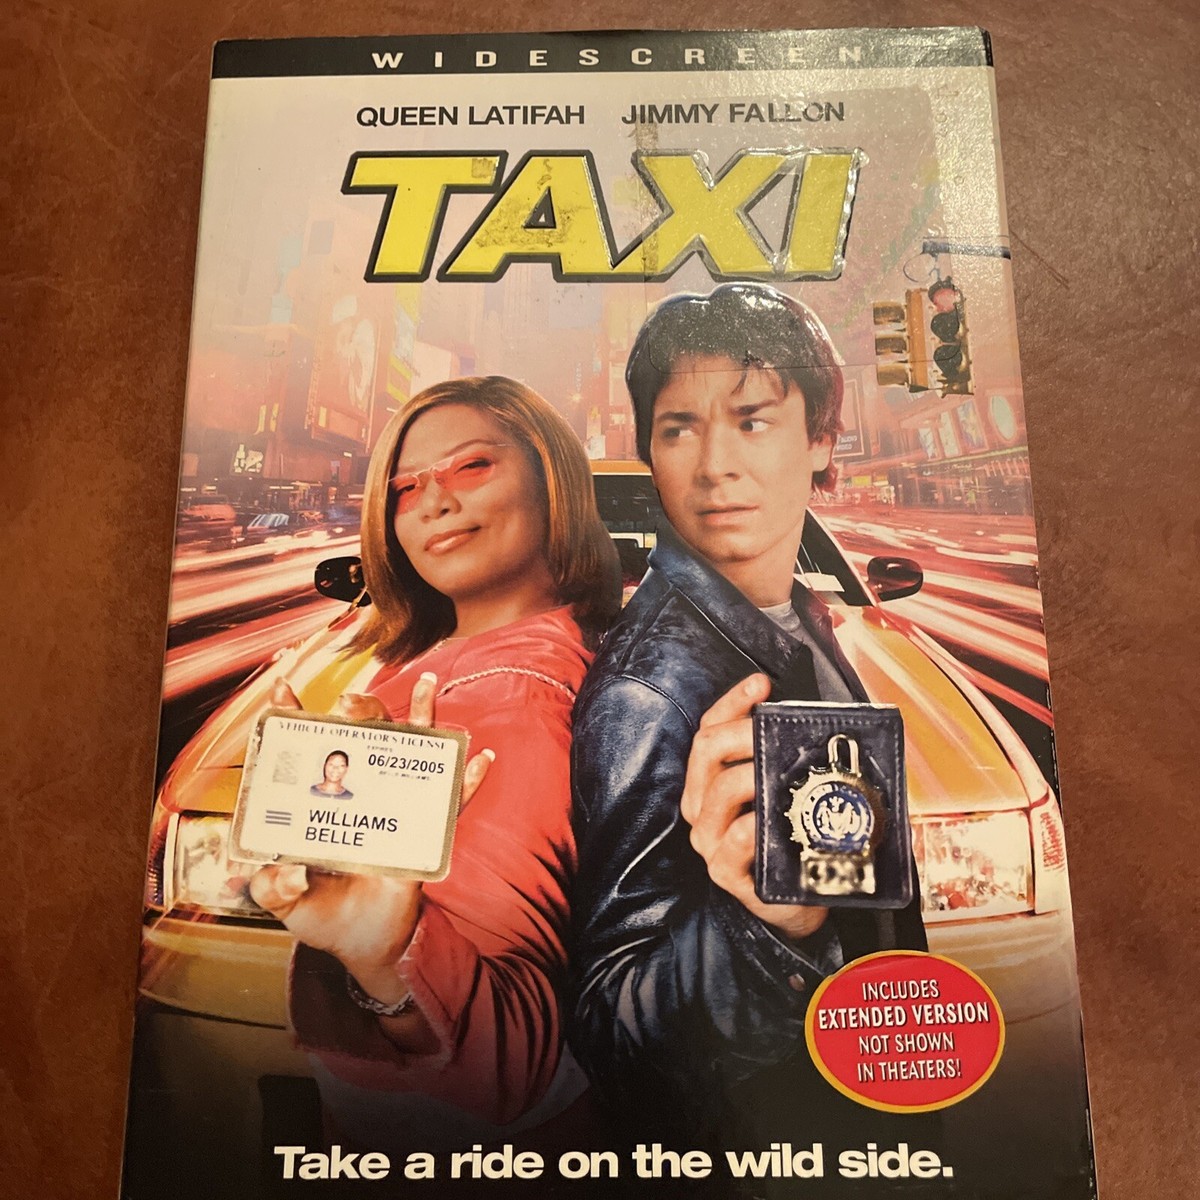 WIDESCREEN
QUEEN LATIFAH JIMMY FALLON
TAXI
VEHICLE OPERATOR'S LICENSE
EXPIRES
06/23/2005
WILLIAMS
BELLE
INCLUDES
EXTENDED VERSION
NOT SHOWN
IN THEATERS!
Take a ride on the wild side.